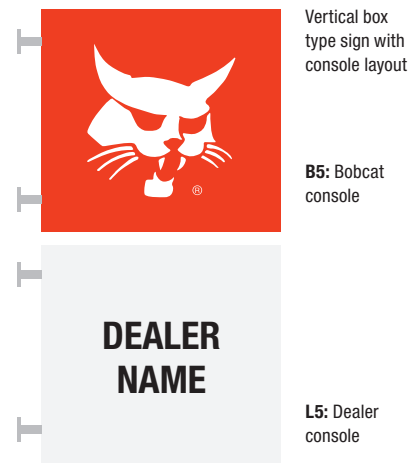 Vertical box
type sign with
console layout
B5: Bobcat
console
®
DEALER
NAME
L5: Dealer
console